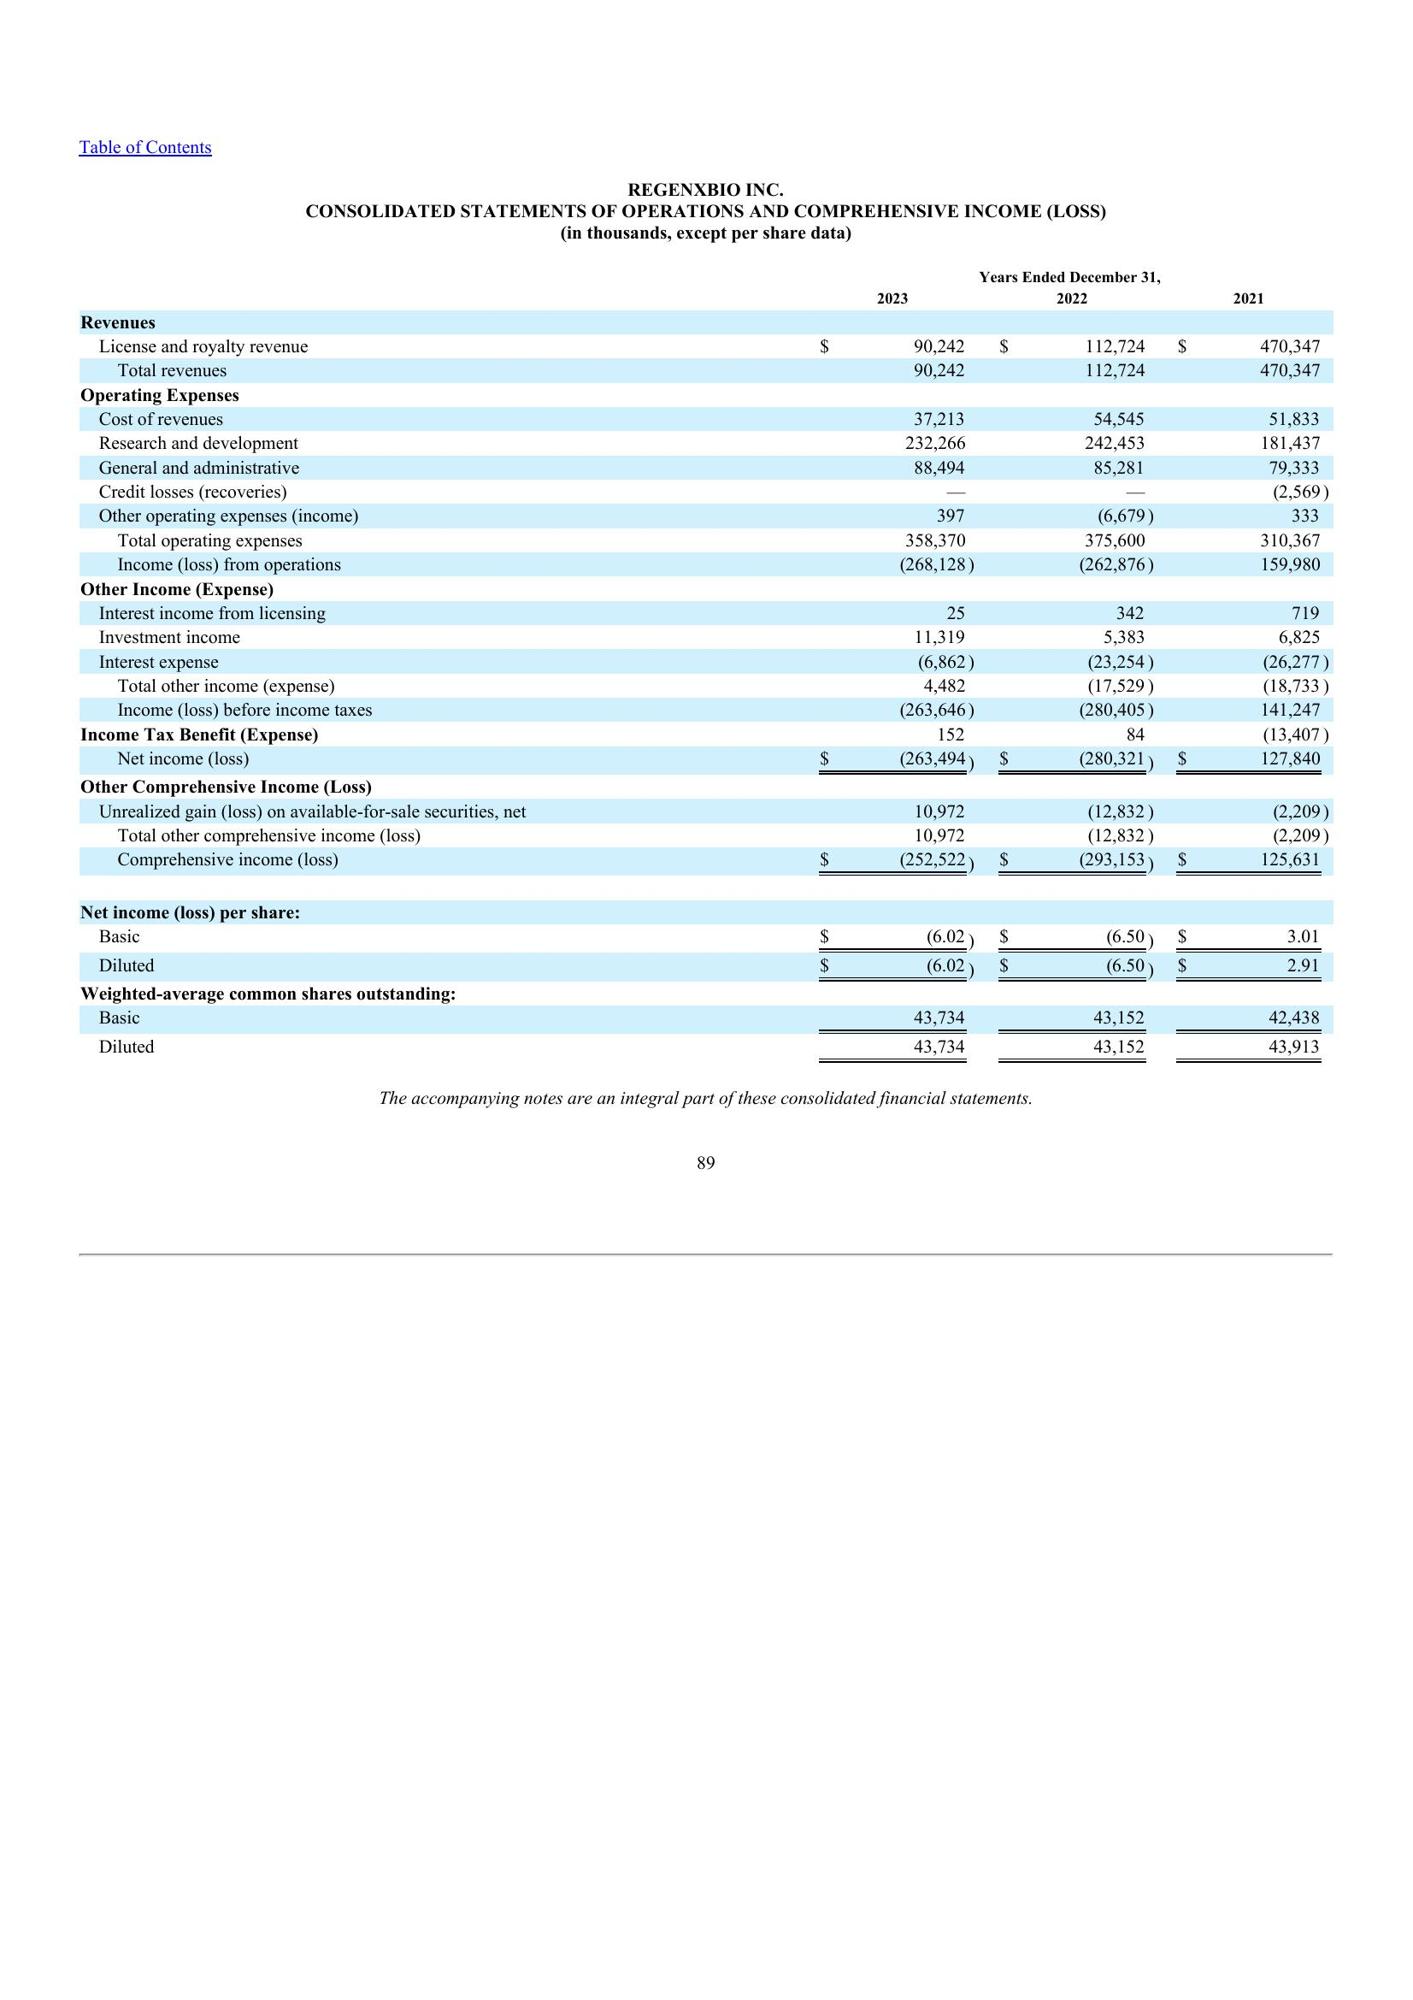 Table of Contents
REGENXBIO INC.
CONSOLIDATED STATEMENTS OF OPERATIONS AND COMPREHENSIVE INCOME (LOSS)
(in thousands, except per share data)
Years Ended December 31,
2023 2022 2021
Revenues
License and royalty revenue $ 90,242 $ 112,724 $ 470,347
Total revenues 90,242 112,724 470,347
Operating Expenses
Cost of revenues 37,213 54,545 51,833
Research and development 232,266 242,453 181,437
General and administrative 88,494 85,281 79,333
Credit losses (recoveries) — — (2,569)
Other operating expenses (income) 397 (6,679) 333
Total operating expenses 358,370 375,600 310,367
Income (loss) from operations (268,128) (262,876) 159,980
Other Income (Expense)
Interest income from licensing 25 342 719
Investment income 11,319 5,383 6,825
Interest expense (6,862) (23,254) (26,277)
Total other income (expense) 4,482 (17,529) (18,733)
Income (loss) before income taxes (263,646) (280,405) 141,247
Income Tax Benefit (Expense) 152 84 (13,407)
Net income (loss) $ (263,494) $ (280,321) $ 127,840
Other Comprehensive Income (Loss)
Unrealized gain (loss) on available-for-sale securities, net 10,972 (12,832) (2,209)
Total other comprehensive income (loss) 10,972 (12,832) (2,209)
Comprehensive income (loss) $ (252,522) $ (293,153) $ 125,631
Net income (loss) per share:
Basic $ (6.02) $ (6.50) $ 3.01
Diluted $ (6.02) $ (6.50) $ 2.91
Weighted-average common shares outstanding:
Basic 43,734 43,152 42,438
Diluted 43,734 43,152 43,913
The accompanying notes are an integral part of these consolidated financial statements.
89